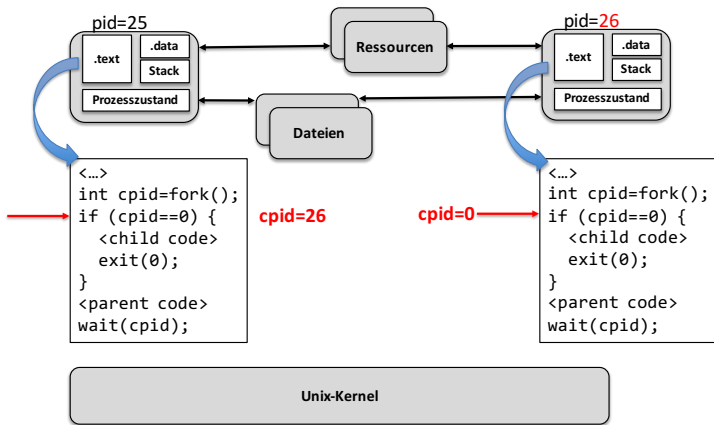 pid=25
.text
.data
Stack
Prozesszustand
Ressourcen
Dateien
pid=26
.text
.data
Stack
Prozesszustand
<…>
int cpid=fork();
if (cpid==0) {
<child code>
exit(0);
}
<parent code>
wait(cpid);
cpid=26
cpid=0
<…>
int cpid=fork();
if (cpid==0) {
<child code>
exit(0);
}
<parent code>
wait(cpid);
Unix-Kernel